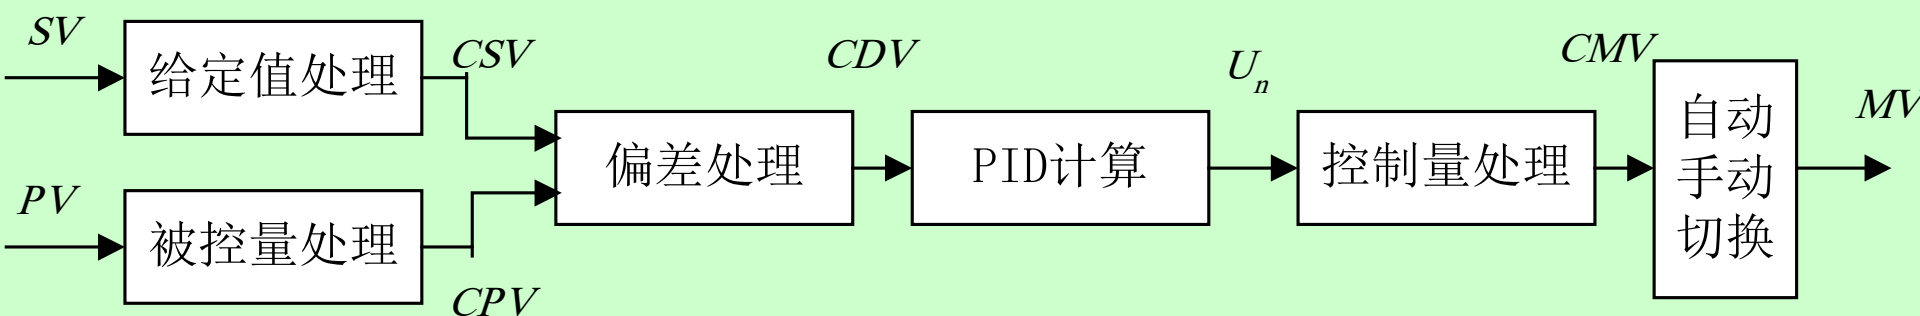 SV
给定值处理
CSV
PV
被控量处理
CPV
偏差处理
CDV
PID计算
Un
控制量处理
CMV
自动
手动
切换
MV